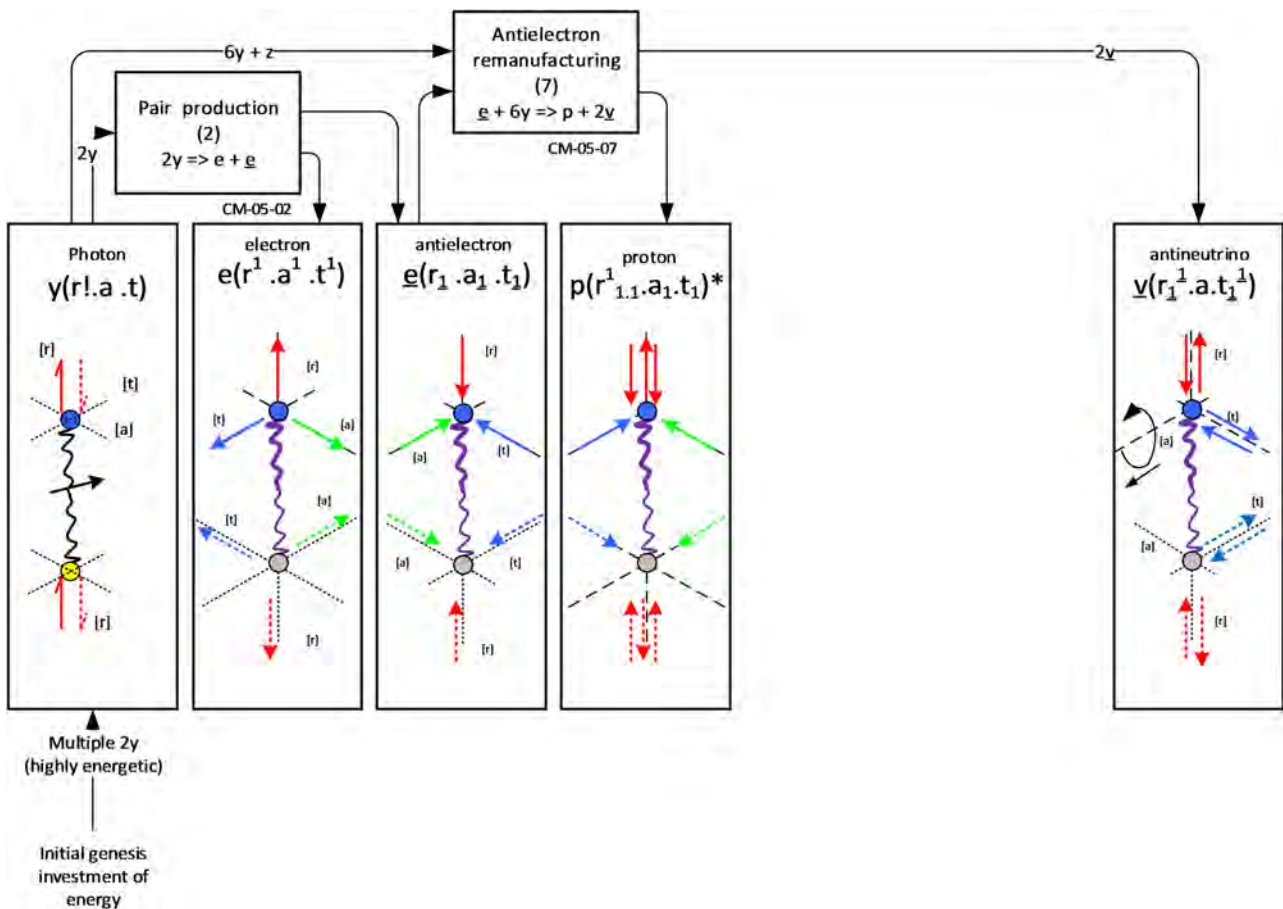 6y + z
Antielectron
remanufacturing
(7)
e + 6y => p + 2v
CM-05-07
2v
Pair production
(2)
2y => e + e
CM-05-02
2y
Photon
y(r!.a .t)
[r]
[t]
[a]
[r]
electron
e(r¹ .a¹ .t¹)
[r]
[t]
[a]
[t]
[a]
[r]
antielectron
e(r₁ .a₁ .t₁)
[r]
[a]
[t]
[a]
[t]
[r]
proton
p(r¹₁.₁.a₁.t₁)*
antineutrino
v(r₁¹.a.t₁¹)
[r]
[t]
[a]
[t]
[a]
[r]
Multiple 2y
(highly energetic)
Initial genesis
investment of
energy